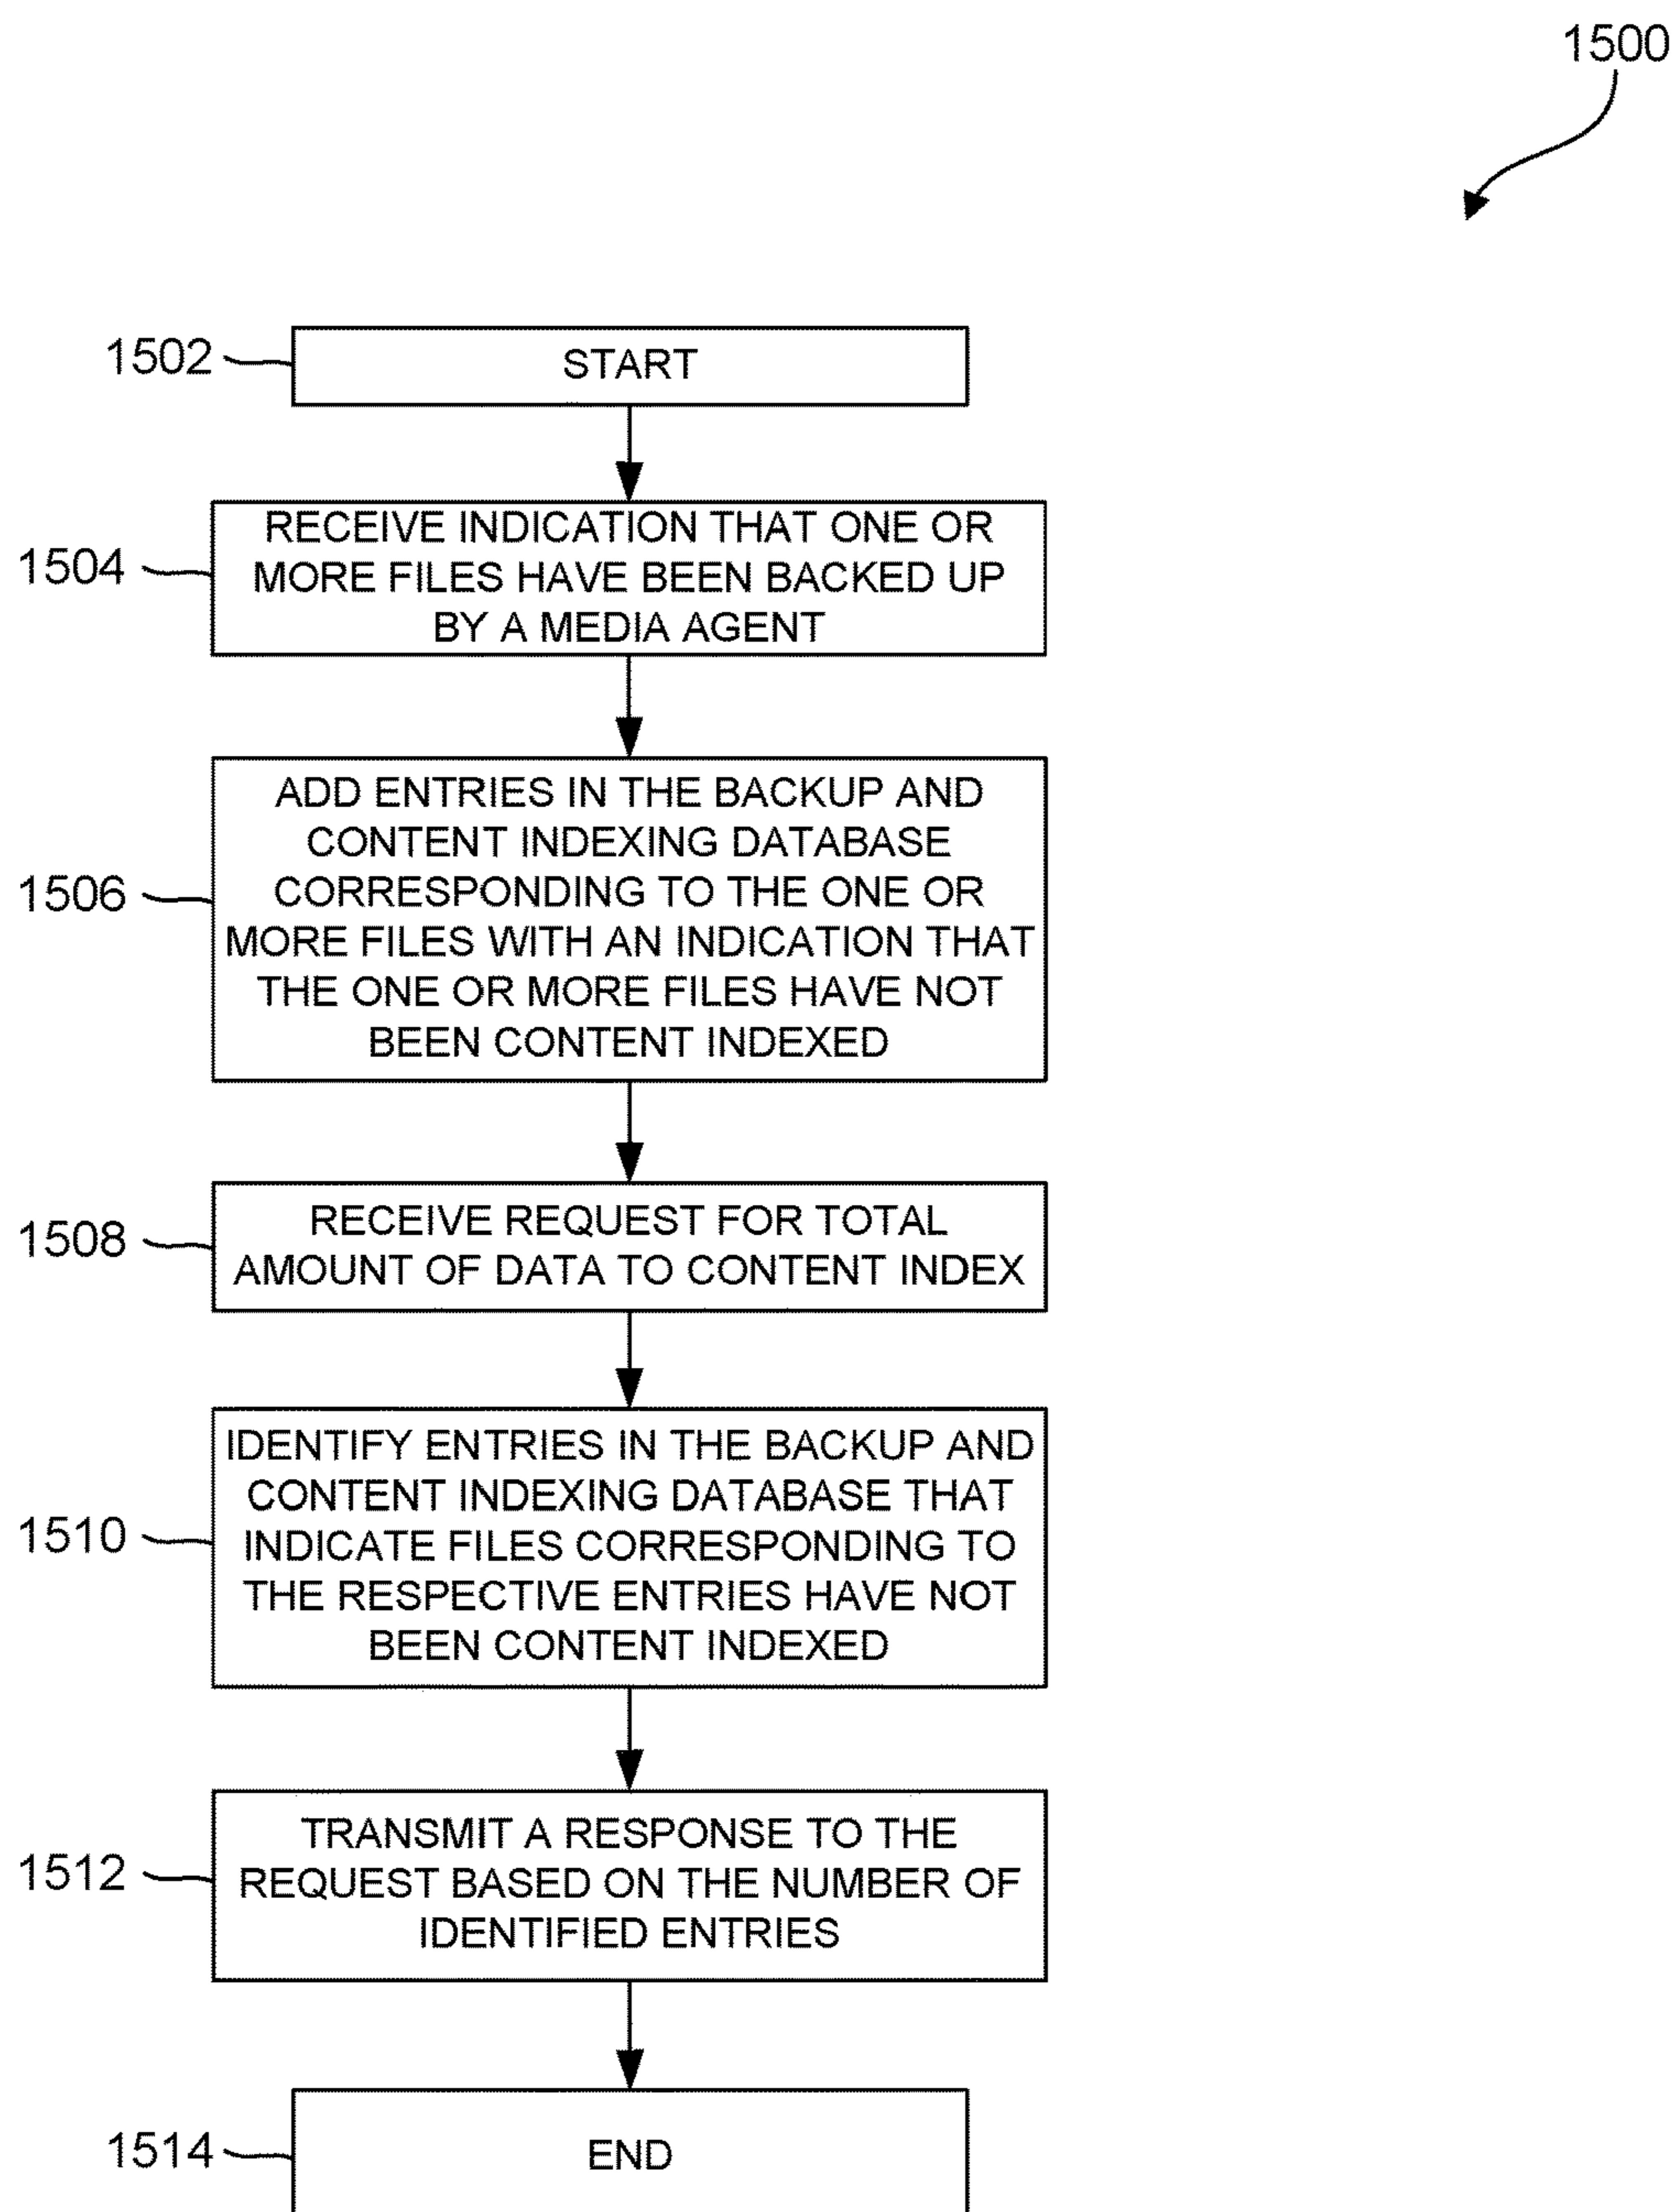 1500
1502
START
1504
RECEIVE INDICATION THAT ONE OR
MORE FILES HAVE BEEN BACKED UP
BY A MEDIA AGENT
1506
ADD ENTRIES IN THE BACKUP AND
CONTENT INDEXING DATABASE
CORRESPONDING TO THE ONE OR
MORE FILES WITH AN INDICATION THAT
THE ONE OR MORE FILES HAVE NOT
BEEN CONTENT INDEXED
1508
RECEIVE REQUEST FOR TOTAL
AMOUNT OF DATA TO CONTENT INDEX
1510
IDENTIFY ENTRIES IN THE BACKUP AND
CONTENT INDEXING DATABASE THAT
INDICATE FILES CORRESPONDING TO
THE RESPECTIVE ENTRIES HAVE NOT
BEEN CONTENT INDEXED
1512
TRANSMIT A RESPONSE TO THE
REQUEST BASED ON THE NUMBER OF
IDENTIFIED ENTRIES
1514
END